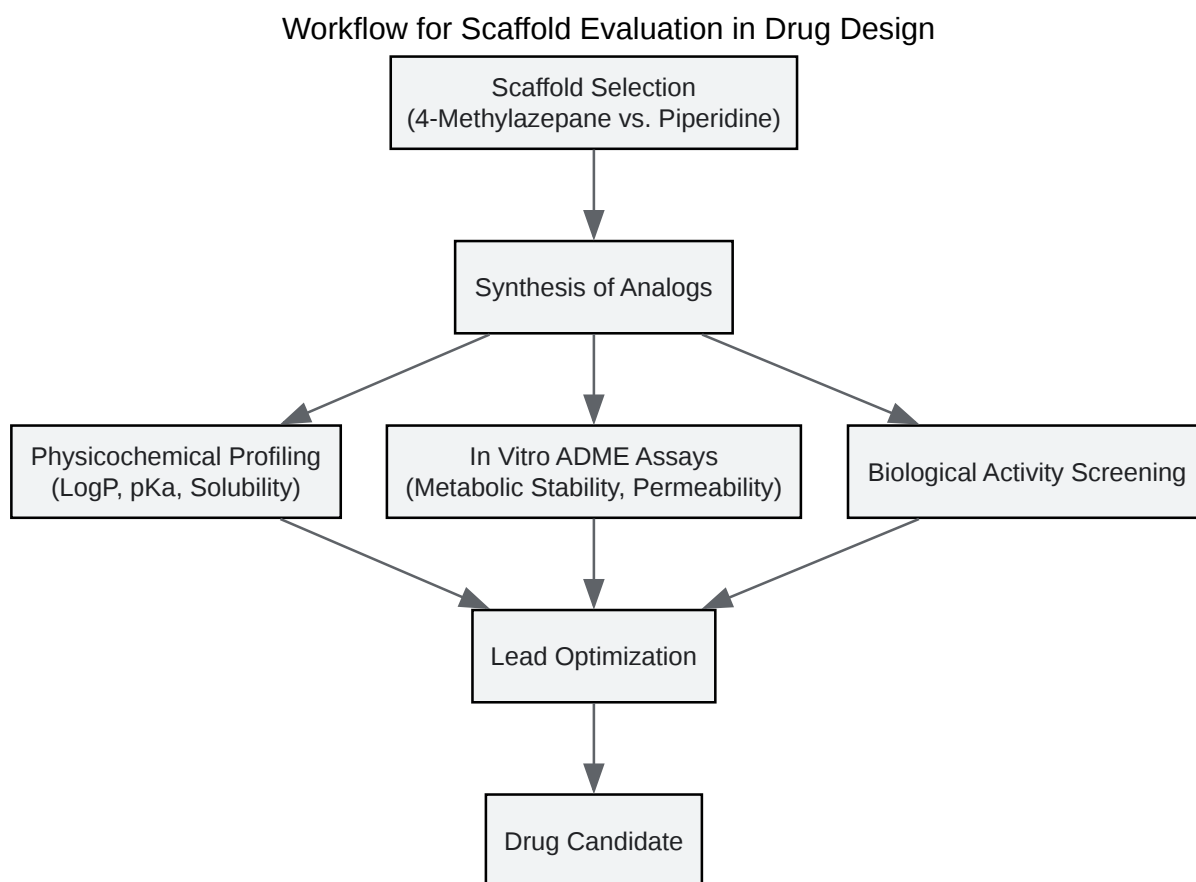 Workflow for Scaffold Evaluation in Drug Design
Scaffold Selection
(4-Methylazepane vs. Piperidine)
Synthesis of Analogs
Physicochemical Profiling
(LogP, pKa, Solubility)
In Vitro ADME Assays
(Metabolic Stability, Permeability)
Biological Activity Screening
Lead Optimization
Drug Candidate